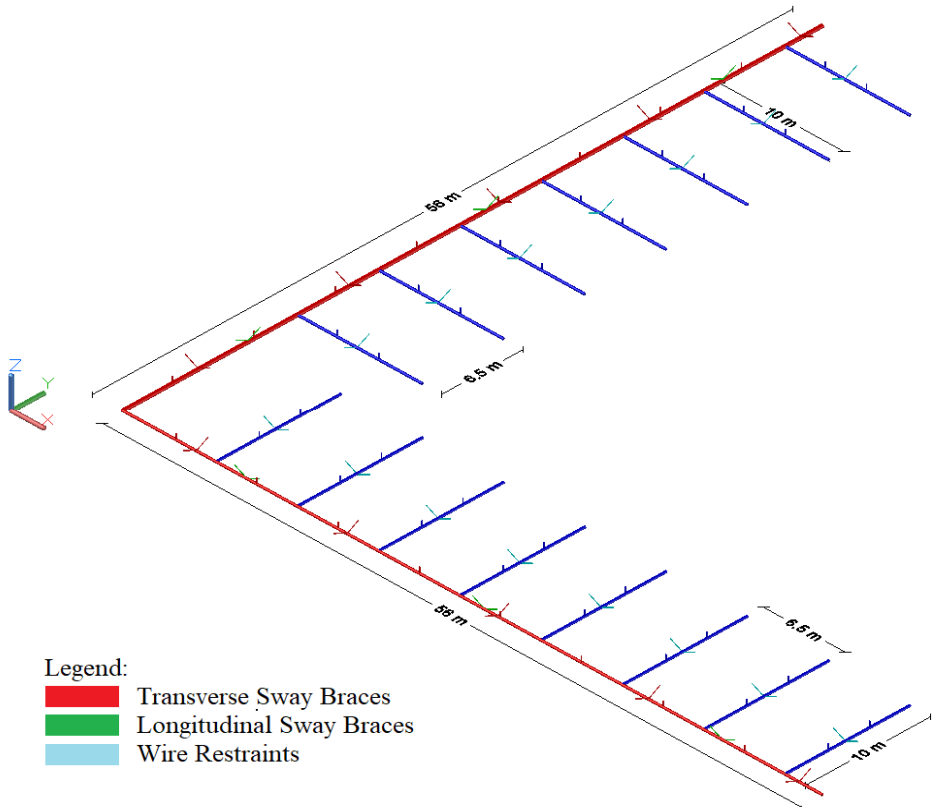 10 m
56 m
6.5 m
Z
Y
X
56 m
6.5 m
10 m
Legend:
Transverse Sway Braces
Longitudinal Sway Braces
Wire Restraints